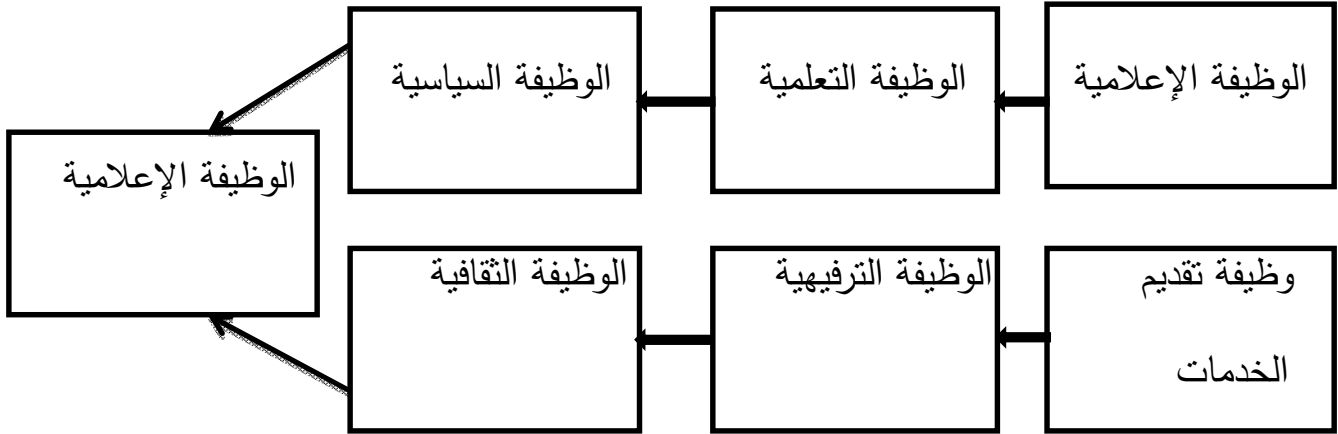 الوظيفة الإعلامية
الوظيفة التعلمية
الوظيفة السياسية
الوظيفة الإعلامية
وظيفة تقديم
الخدمات
الوظيفة الترفيهية
الوظيفة الثقافية